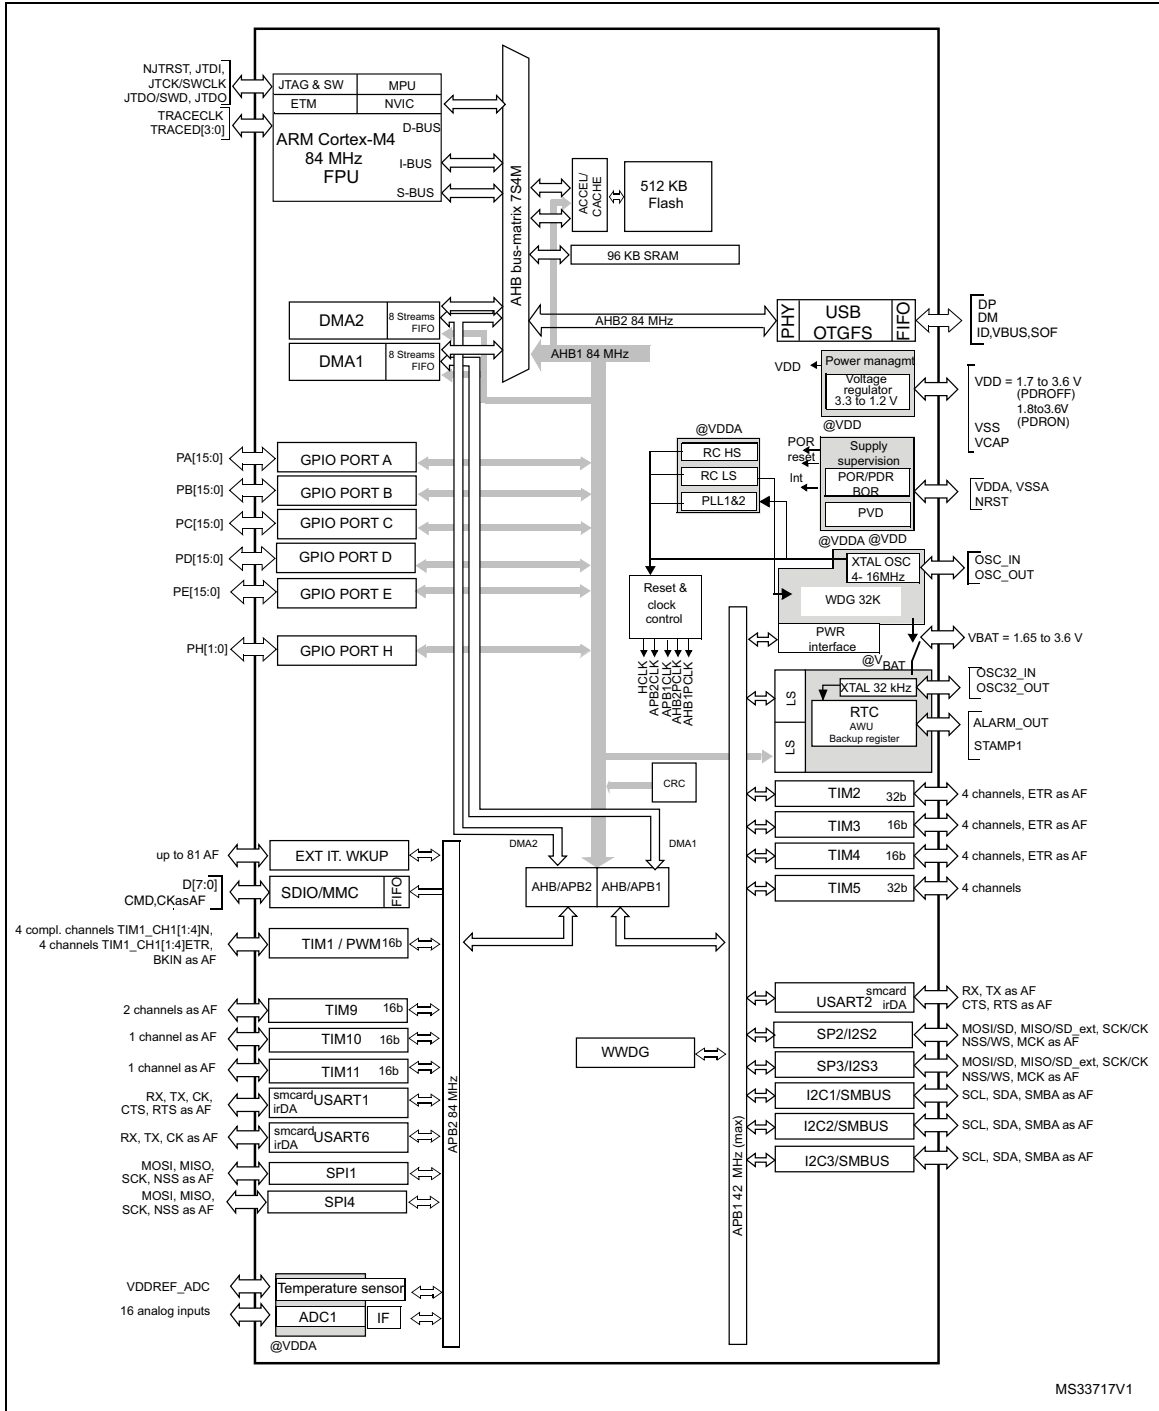 NJTRST, JTDI,
JTCK/SWCLK
JTDO/SWD, JTDO
TRACECLK
TRACED[3:0]
JTAG & SW
MPU
ETM
NVIC
D-BUS
ARM Cortex-M4
84 MHz
FPU
I-BUS
S-BUS
AHB bus-matrix 7S4M
ACCEL/
CACHE
512 KB
Flash
96 KB SRAM
DMA2
8 Streams
FIFO
DMA1
8 Streams
FIFO
AHB2 84 MHz
AHB1 84 MHz
PHY
USB
OTGFS
FIFO
DP
DM
ID,VBUS,SOF
Power managmt
VDD
Voltage
regulator
3.3 to 1.2 V
@VDD
VDD = 1.7 to 3.6 V
(PDROFF)
1.8to3.6V
(PDRON)
VSS
VCAP
@VDDA
RC HS
RC LS
PLL1&2
POR
reset
Int
Supply
supervision
POR/PDR
BOR
PVD
VDDA, VSSA
NRST
@VDDA @VDD
XTAL OSC
4- 16MHz
OSC_IN
OSC_OUT
WDG 32K
PWR
interface
VBAT = 1.65 to 3.6 V
@VBAT
PA[15:0]
GPIO PORT A
PB[15:0]
GPIO PORT B
PC[15:0]
GPIO PORT C
PD[15:0]
GPIO PORT D
PE[15:0]
GPIO PORT E
PH[1:0]
GPIO PORT H
Reset &
clock
control
HCLK
APB2CLK
APB1CLK
AHB2PCLK
AHB1PCLK
LS
LS
XTAL 32 kHz
RTC
AWU
Backup register
OSC32_IN
OSC32_OUT
ALARM_OUT
STAMP1
CRC
DMA2
DMA1
AHB/APB2
AHB/APB1
TIM2
32b
4 channels, ETR as AF
TIM3
16b
4 channels, ETR as AF
TIM4
16b
4 channels, ETR as AF
TIM5
32b
4 channels
up to 81 AF
EXT IT. WKUP
D[7:0]
CMD,CKasAF
SDIO/MMC
FIFO
4 compl. channels TIM1_CH1[1:4]N,
4 channels TIM1_CH1[1:4]ETR,
BKIN as AF
TIM1 / PWM
16b
2 channels as AF
TIM9
16b
1 channel as AF
TIM10
16b
1 channel as AF
TIM11
16b
RX, TX, CK,
CTS, RTS as AF
smcard
irDA
USART1
RX, TX, CK as AF
smcard
irDA
USART6
MOSI, MISO,
SCK, NSS as AF
SPI1
MOSI, MISO,
SCK, NSS as AF
SPI4
APB2 84 MHz
WWDG
APB1 42 MHz (max)
smcard
USART2
irDA
RX, TX as AF
CTS, RTS as AF
SP2/I2S2
MOSI/SD, MISO/SD_ext, SCK/CK
NSS/WS, MCK as AF
SP3/I2S3
MOSI/SD, MISO/SD_ext, SCK/CK
NSS/WS, MCK as AF
I2C1/SMBUS
SCL, SDA, SMBA as AF
I2C2/SMBUS
SCL, SDA, SMBA as AF
I2C3/SMBUS
SCL, SDA, SMBA as AF
VDDREF_ADC
Temperature sensor
16 analog inputs
ADC1
IF
@VDDA
MS33717V1